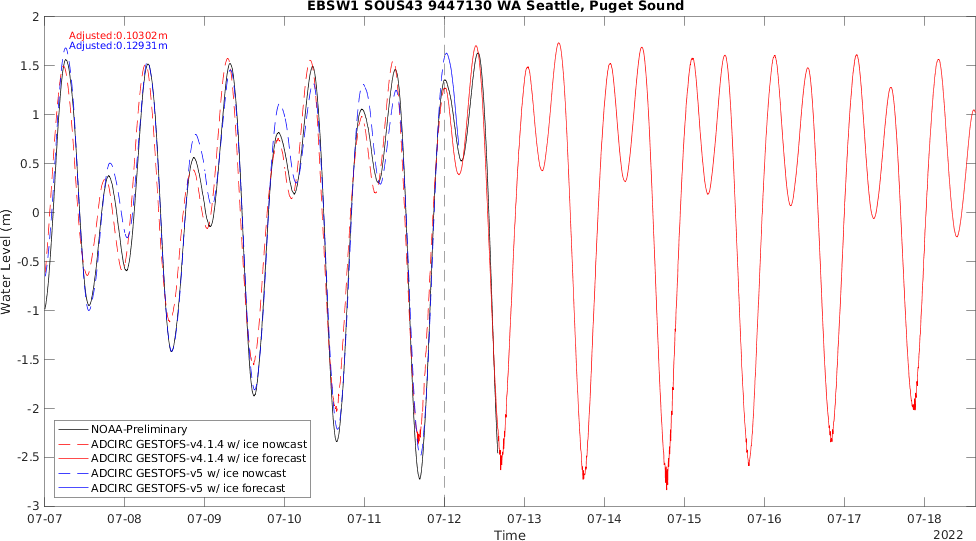 EBSW1 SOUS43 9447130 WA Seattle, Puget Sound
Adjusted:0.10302m
Adjusted:0.12931m
Water Level (m)
2
1.5
1
0.5
0
-0.5
-1
-1.5
-2
-2.5
-3
NOAA-Preliminary
ADCIRC GESTOFS-v4.1.4 w/ ice nowcast
ADCIRC GESTOFS-v4.1.4 w/ ice forecast
ADCIRC GESTOFS-v5 w/ ice nowcast
ADCIRC GESTOFS-v5 w/ ice forecast
07-07 07-08 07-09 07-10 07-11 07-12 07-13 07-14 07-15 07-16 07-17 07-18
Time
2022